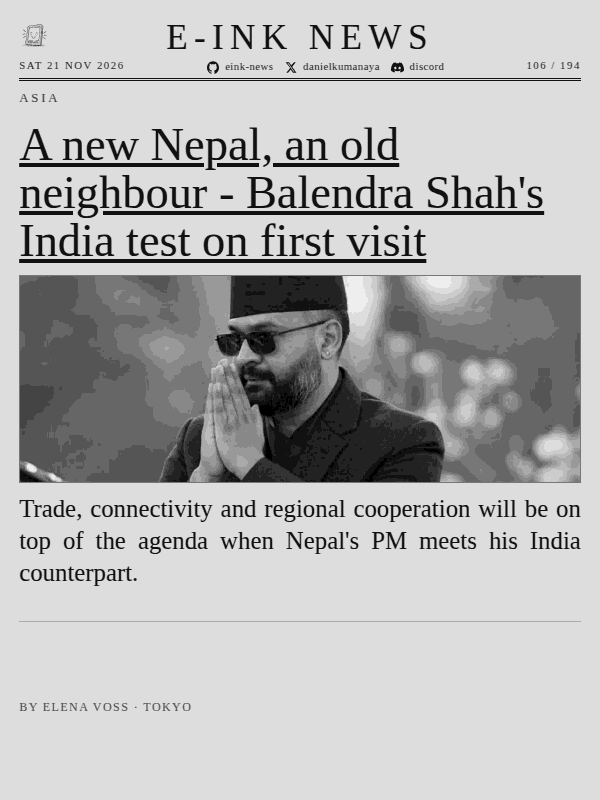 E-INK NEWS
SAT 21 NOV 2026
eink-news
danielkumanaya
discord
106 / 194
ASIA
A new Nepal, an old
neighbour - Balendra Shah's
India test on first visit
Trade, connectivity and regional cooperation will be on
top of the agenda when Nepal's PM meets his India
counterpart.
BY ELENA VOSS · TOKYO